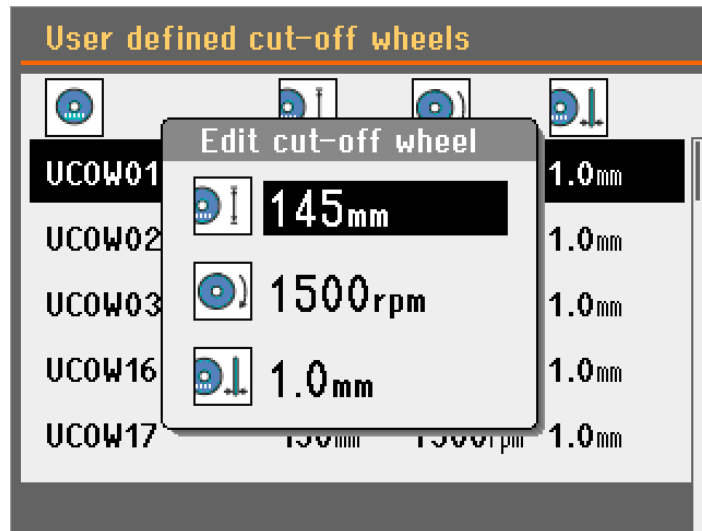 User defined cut-off wheels
Edit cut-off wheel
UCOW01 1.0mm
145mm
UCOW02 1.0mm
1500rpm
UCOW03 1.0mm
UCOW16 1.0mm
1.0mm
UCOW17 1.0mm